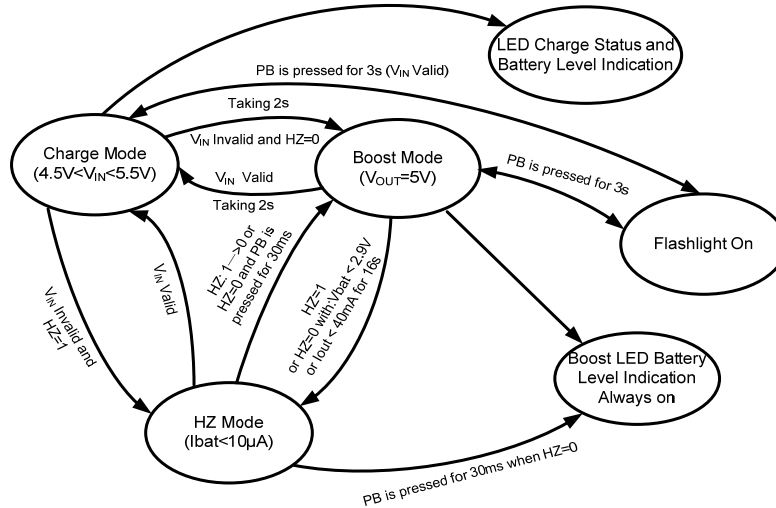 LED Charge Status and
Battery Level Indication
PB is pressed for 3s (VIN Valid)
Taking 2s
VIN Invalid and HZ=0
Charge Mode
(4.5V<VIN<5.5V)
Boost Mode
(VOUT=5V)
VIN Valid
Taking 2s
PB is pressed for 3s
Flashlight On
HZ: 1-->0 or
HZ=0 and PB is
pressed for 30ms
HZ=1
or HZ=0 with:Vbat < 2.9V
or Iout < 40mA for 16s
VIN Valid
VIN Invalid and
HZ=1
Boost LED Battery
Level Indication
Always on
HZ Mode
(Ibat<10µA)
PB is pressed for 30ms when HZ=0